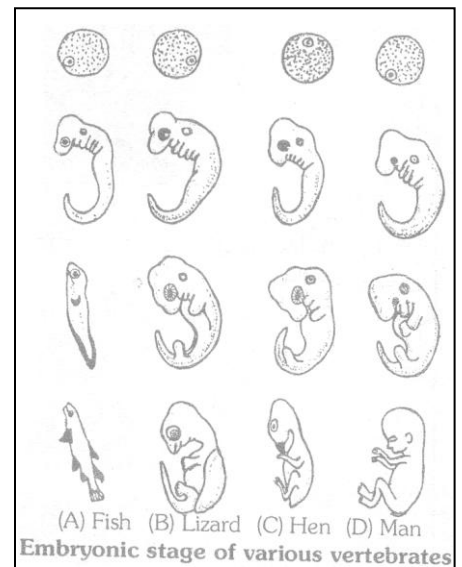 (A) Fish (B) Lizard (C) Hen (D) Man
Embryonic stage of various vertebrates